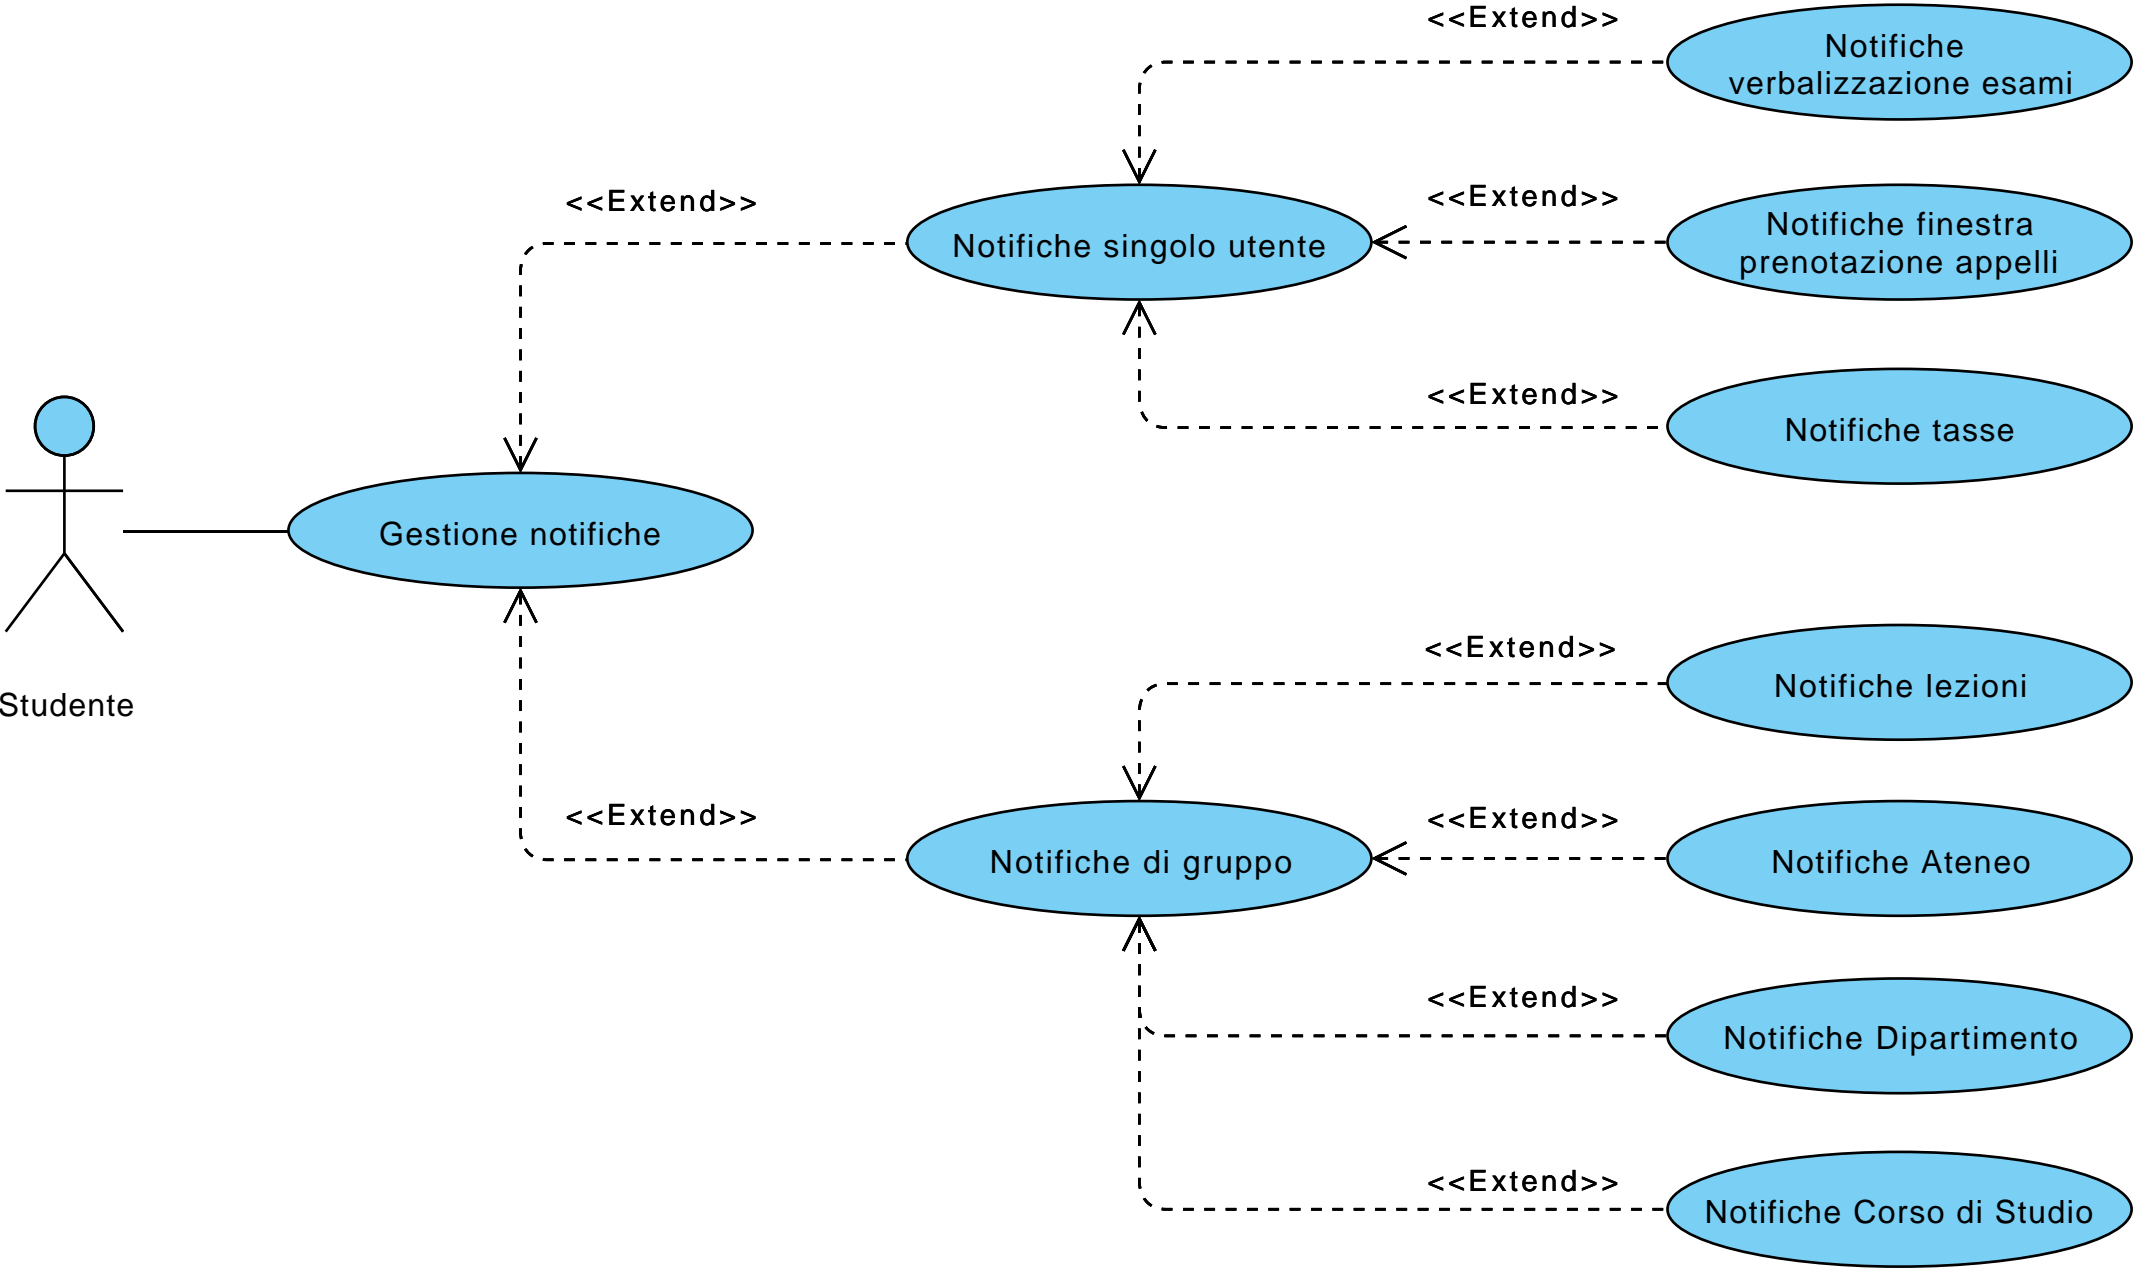 <<Extend>>
Notifiche
verbalizzazione esami
<<Extend>>
<<Extend>>
Notifiche singolo utente
Notifiche finestra
prenotazione appelli
<<Extend>>
Notifiche tasse
Gestione notifiche
Studente
<<Extend>>
Notifiche lezioni
<<Extend>>
Notifiche di gruppo
<<Extend>>
Notifiche Ateneo
<<Extend>>
Notifiche Dipartimento
<<Extend>>
Notifiche Corso di Studio